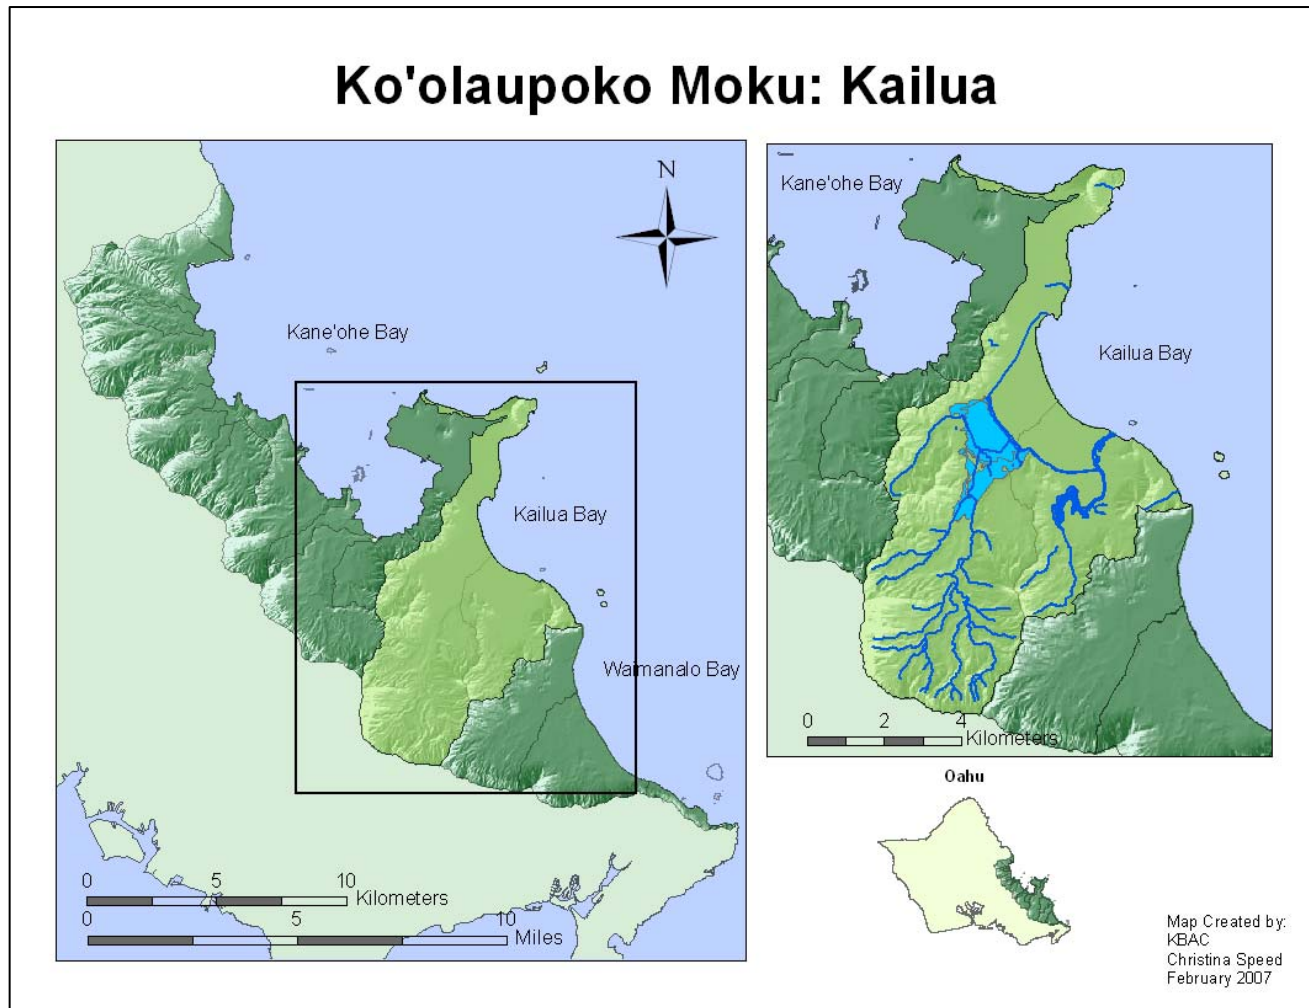 Ko'olaupoko Moku: Kailua
N
Kane'ohe Bay
Kailua Bay
Waimanalo Bay
0 5 10
Kilometers
0 5 10
Miles
Kane'ohe Bay
Kailua Bay
0 2 4
Kilometers
Oahu
Map Created by:
KBAC
Christina Speed
February 2007